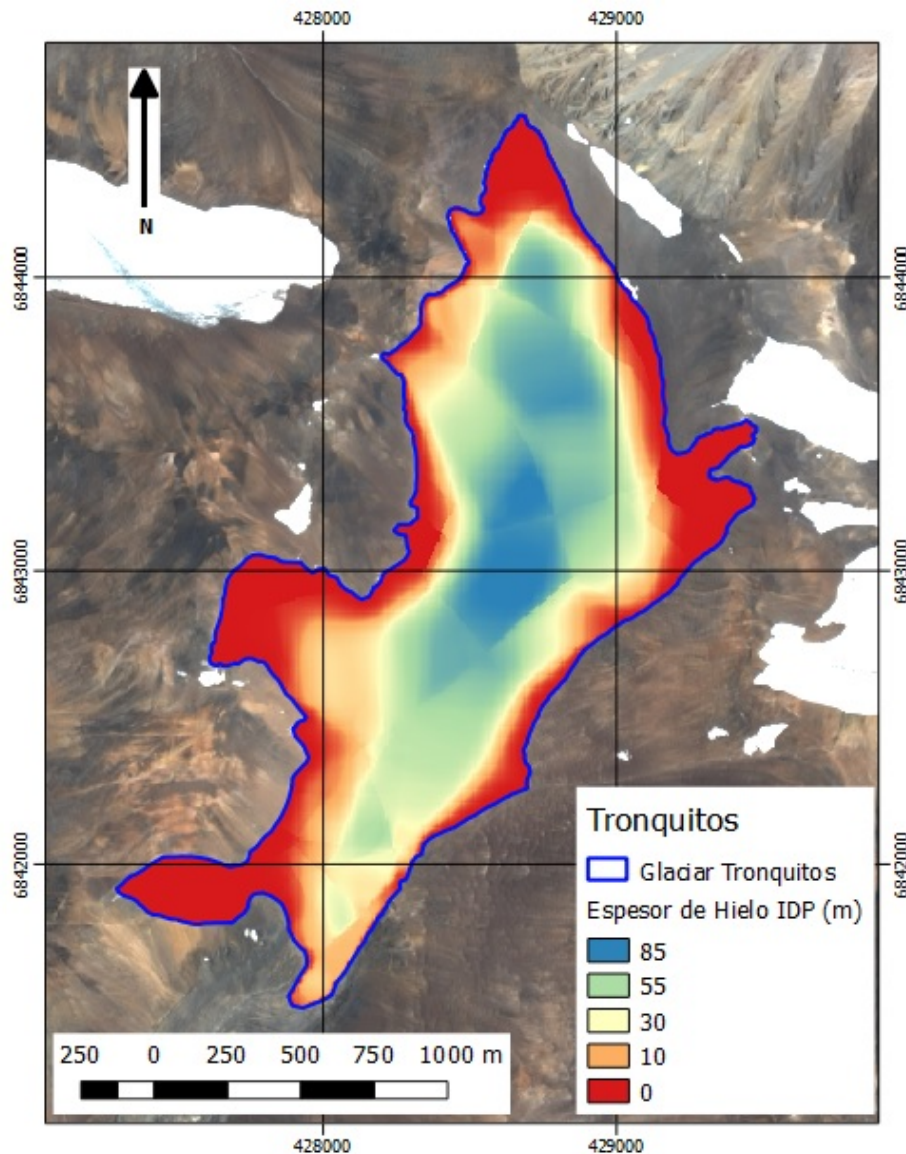 428000 429000
6844000 6844000
6843000 6843000
6842000 6842000
N
Tronquitos
Glaciar Tronquitos
Espesor de Hielo IDP (m)
85
55
30
10
0
250 0 250 500 750 1000 m
428000 429000